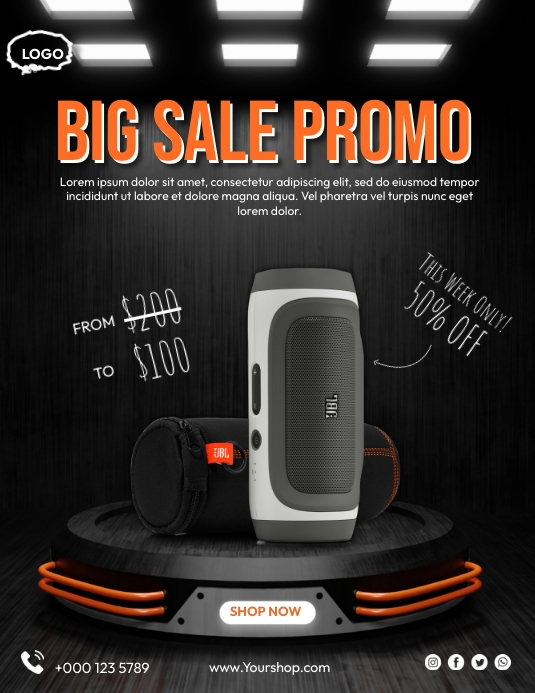 LOGO
BIG SALE PROMO
Lorem ipsum dolor sit amet, consectetur adipiscing elit, sed do eiusmod tempor
incididunt ut labore et dolore magna aliqua. Vel pharetra vel turpis nunc eget
lorem dolor.
This Week Only!
50% OFF
FROM $200
TO $100
JBL
JBL
SHOP NOW
+000 123 5789
www.Yourshop.com